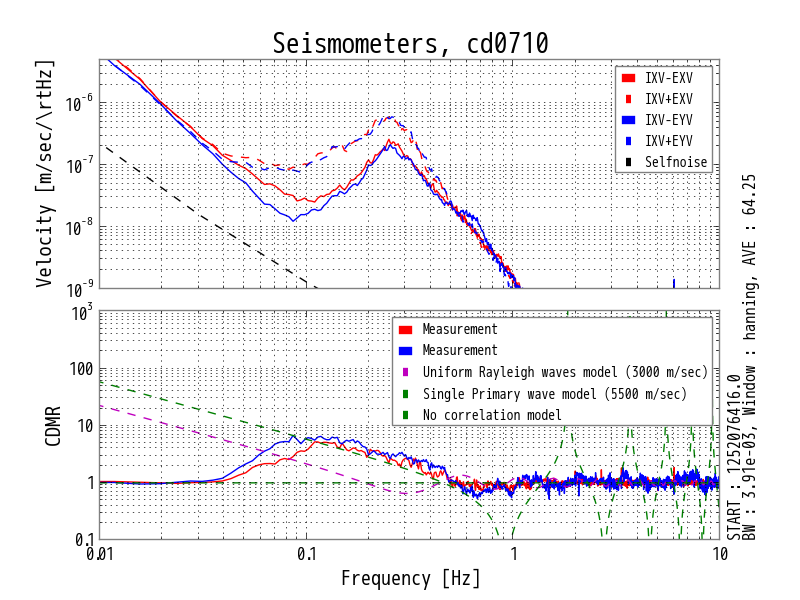 Seismometers, cd0710
Velocity [m/sec/\rtHz]
10^-6
10^-7
10^-8
10^-9
IXV-EXV
IXV+EXV
IXV-EYV
IXV+EYV
Selfnoise
CDMR
10^3
100
10
1
0.1
Measurement
Measurement
Uniform Rayleigh waves model (3000 m/sec)
Single Primary wave model (5500 m/sec)
No correlation model
0.01
0.1
1
10
Frequency [Hz]
START : 1252076416.0
BW : 3.91e-03, Window : hanning, AVE : 64.25